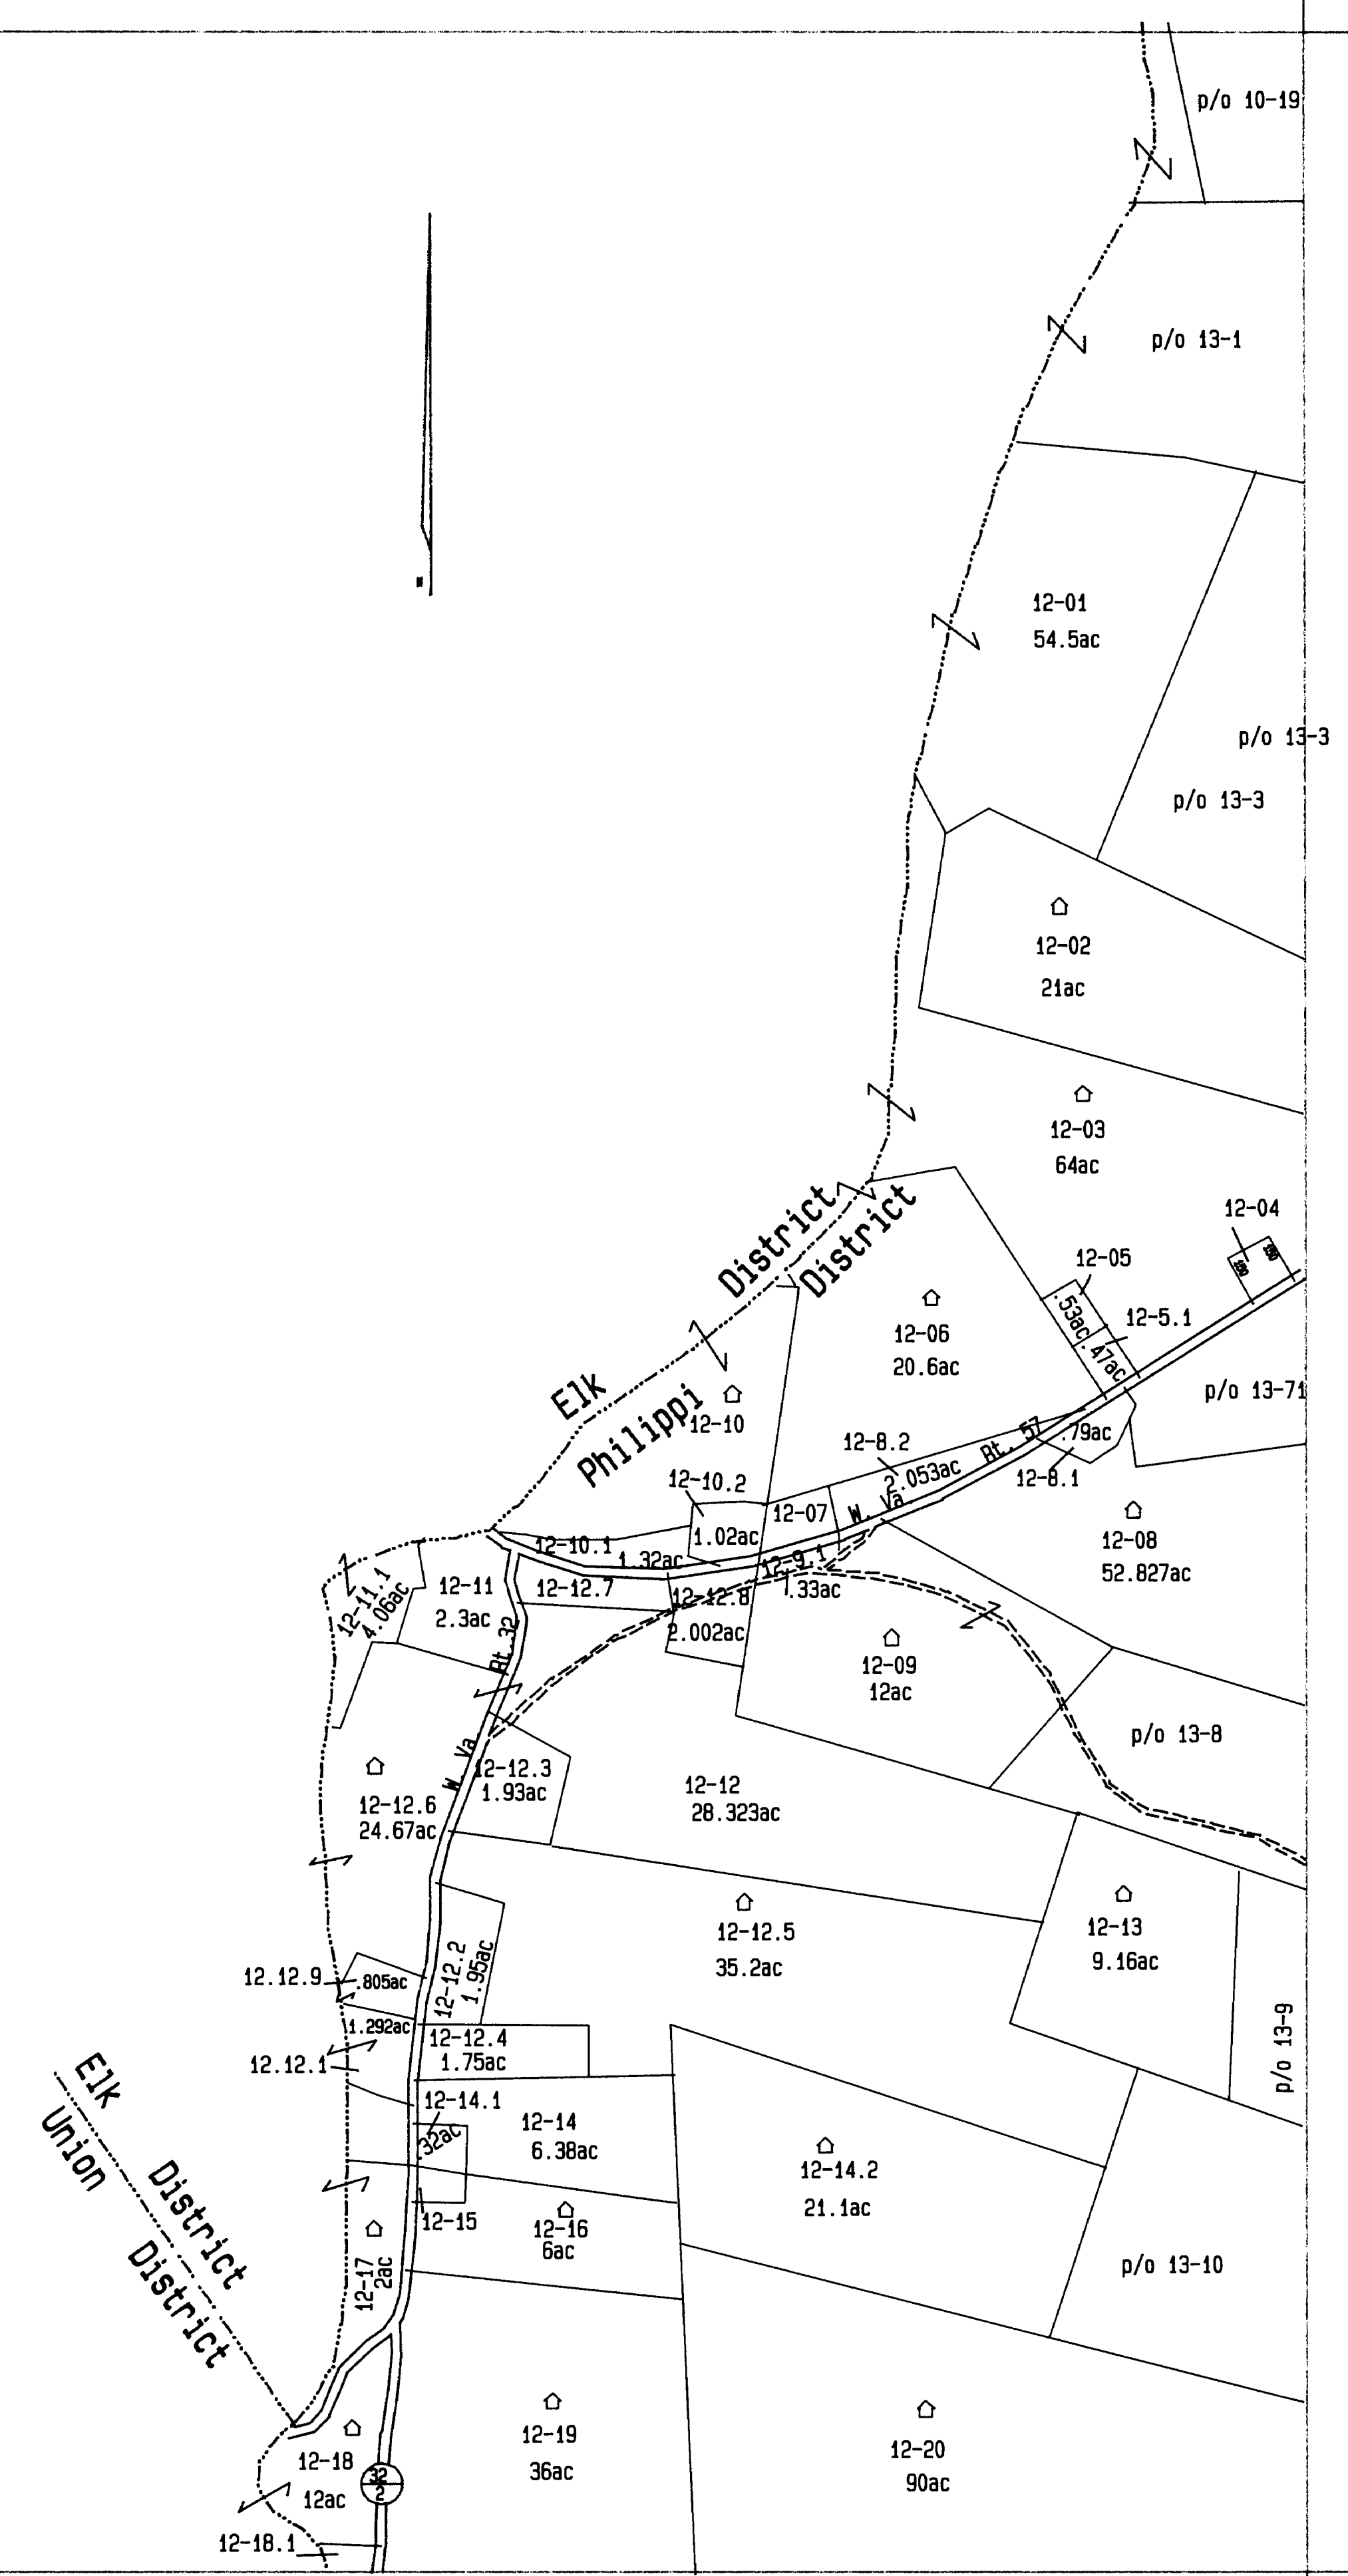 p/o 10-19
p/o 13-1
12-01
54.5ac
p/o 13-3
p/o 13-3
12-02
21ac
12-03
64ac
12-04
150
150
12-05
.53ac
12-5.1
.47ac
District
District
Elk
Philippi
12-06
20.6ac
p/o 13-71
12-10
12-8.2
2.053ac
W. Va. Rt. 57
.79ac
12-8.1
12-10.2
1.02ac
12-07
12-08
52.827ac
12-10.1
1.32ac
12-9.1
.33ac
12-11.1
4.06ac
12-11
2.3ac
12-12.7
12-12.8
2.002ac
12-09
12ac
W. Va. Rt.32
p/o 13-8
12-12.3
1.93ac
12-12
28.323ac
12-12.6
24.67ac
12-12.5
35.2ac
12-13
9.16ac
12-12.2
1.95ac
12.12.9
.805ac
1.292ac
12.12.1
12-12.4
1.75ac
p/o 13-9
Elk District
Union District
12-14.1
.32ac
12-14
6.38ac
12-14.2
21.1ac
12-15
12-16
6ac
12-17
2ac
p/o 13-10
12-18
12ac
32
2
12-19
36ac
12-20
90ac
12-18.1